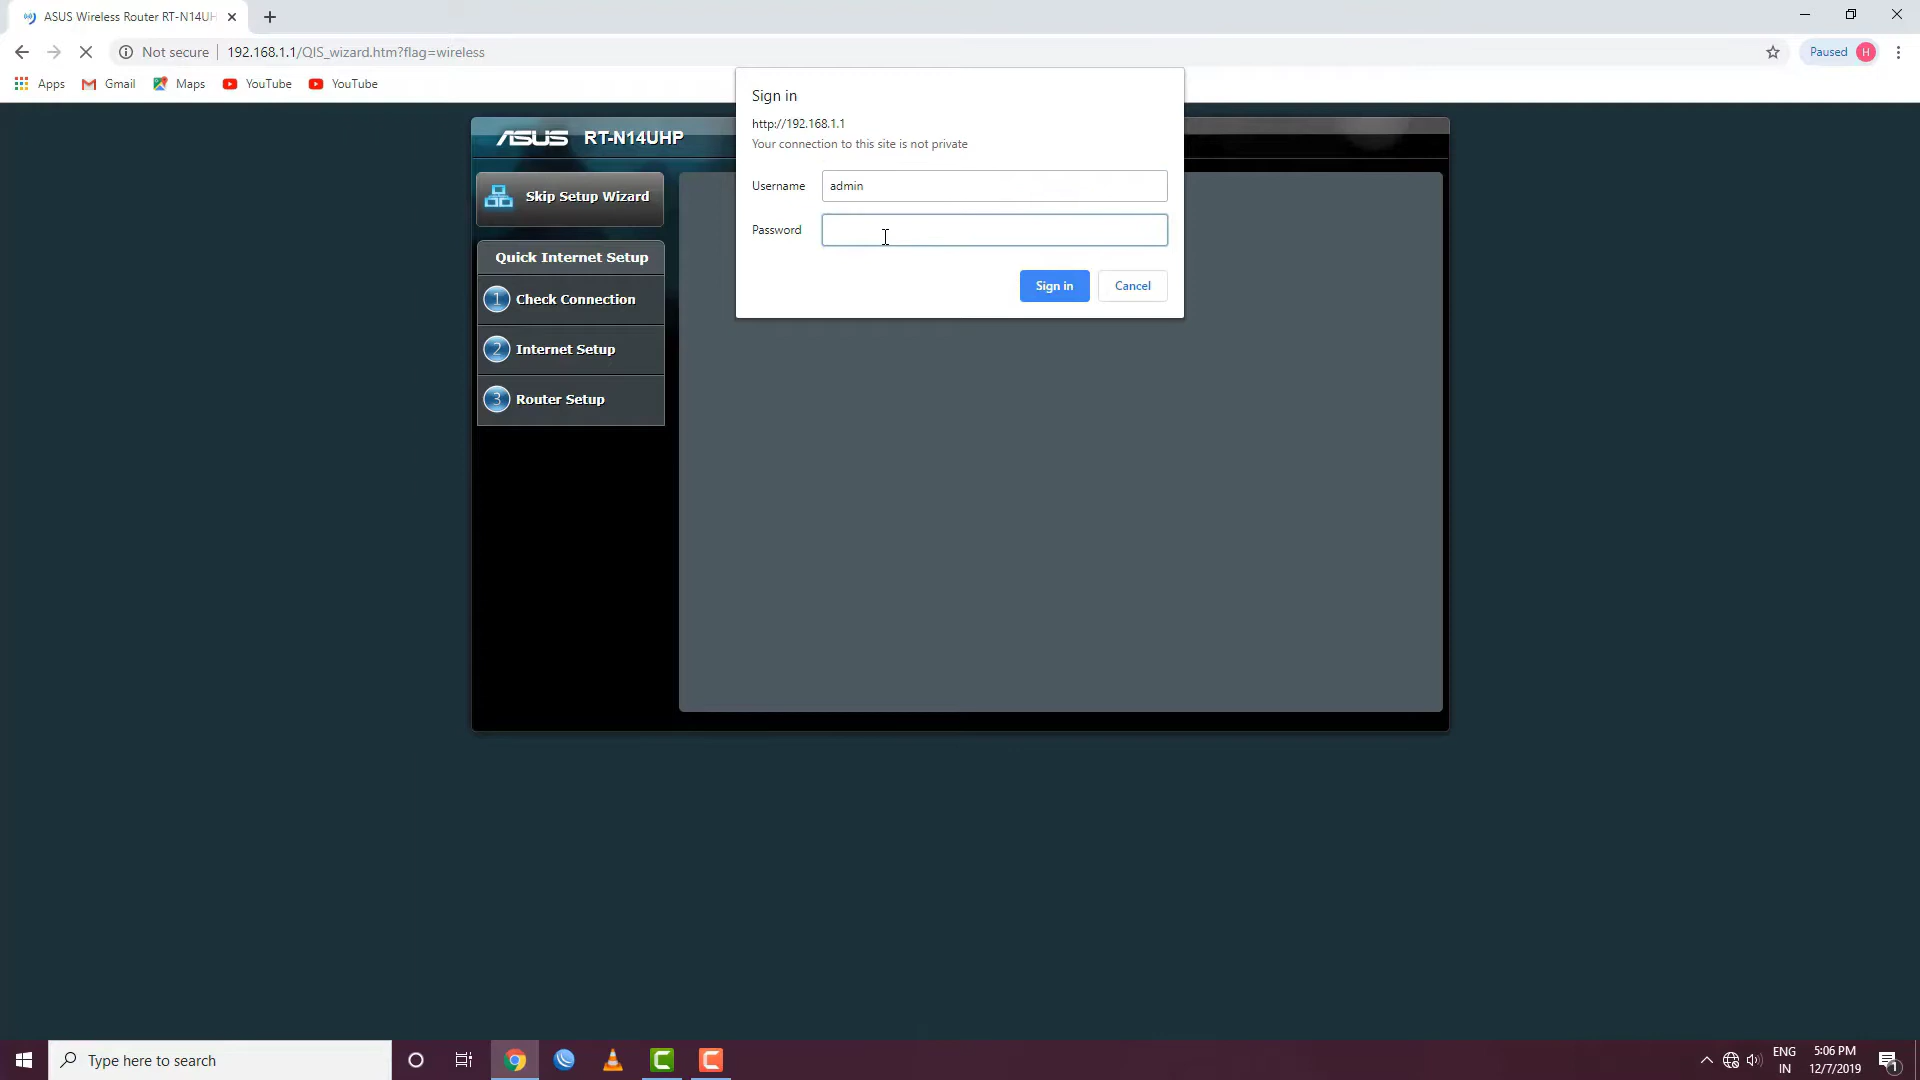 ASUS Wireless Router RT-N14UH
Not secure
192.168.1.1/QIS_wizard.htm?flag=wireless
Paused H
Apps
Gmail
Maps
YouTube
YouTube
Sign in
http://192.168.1.1
Your connection to this site is not private
Username
admin
Password
Sign in
Cancel
ASUS RT-N14UHP
Skip Setup Wizard
Quick Internet Setup
1 Check Connection
2 Internet Setup
3 Router Setup
Type here to search
ENG
IN
5:06 PM
12/7/2019
1